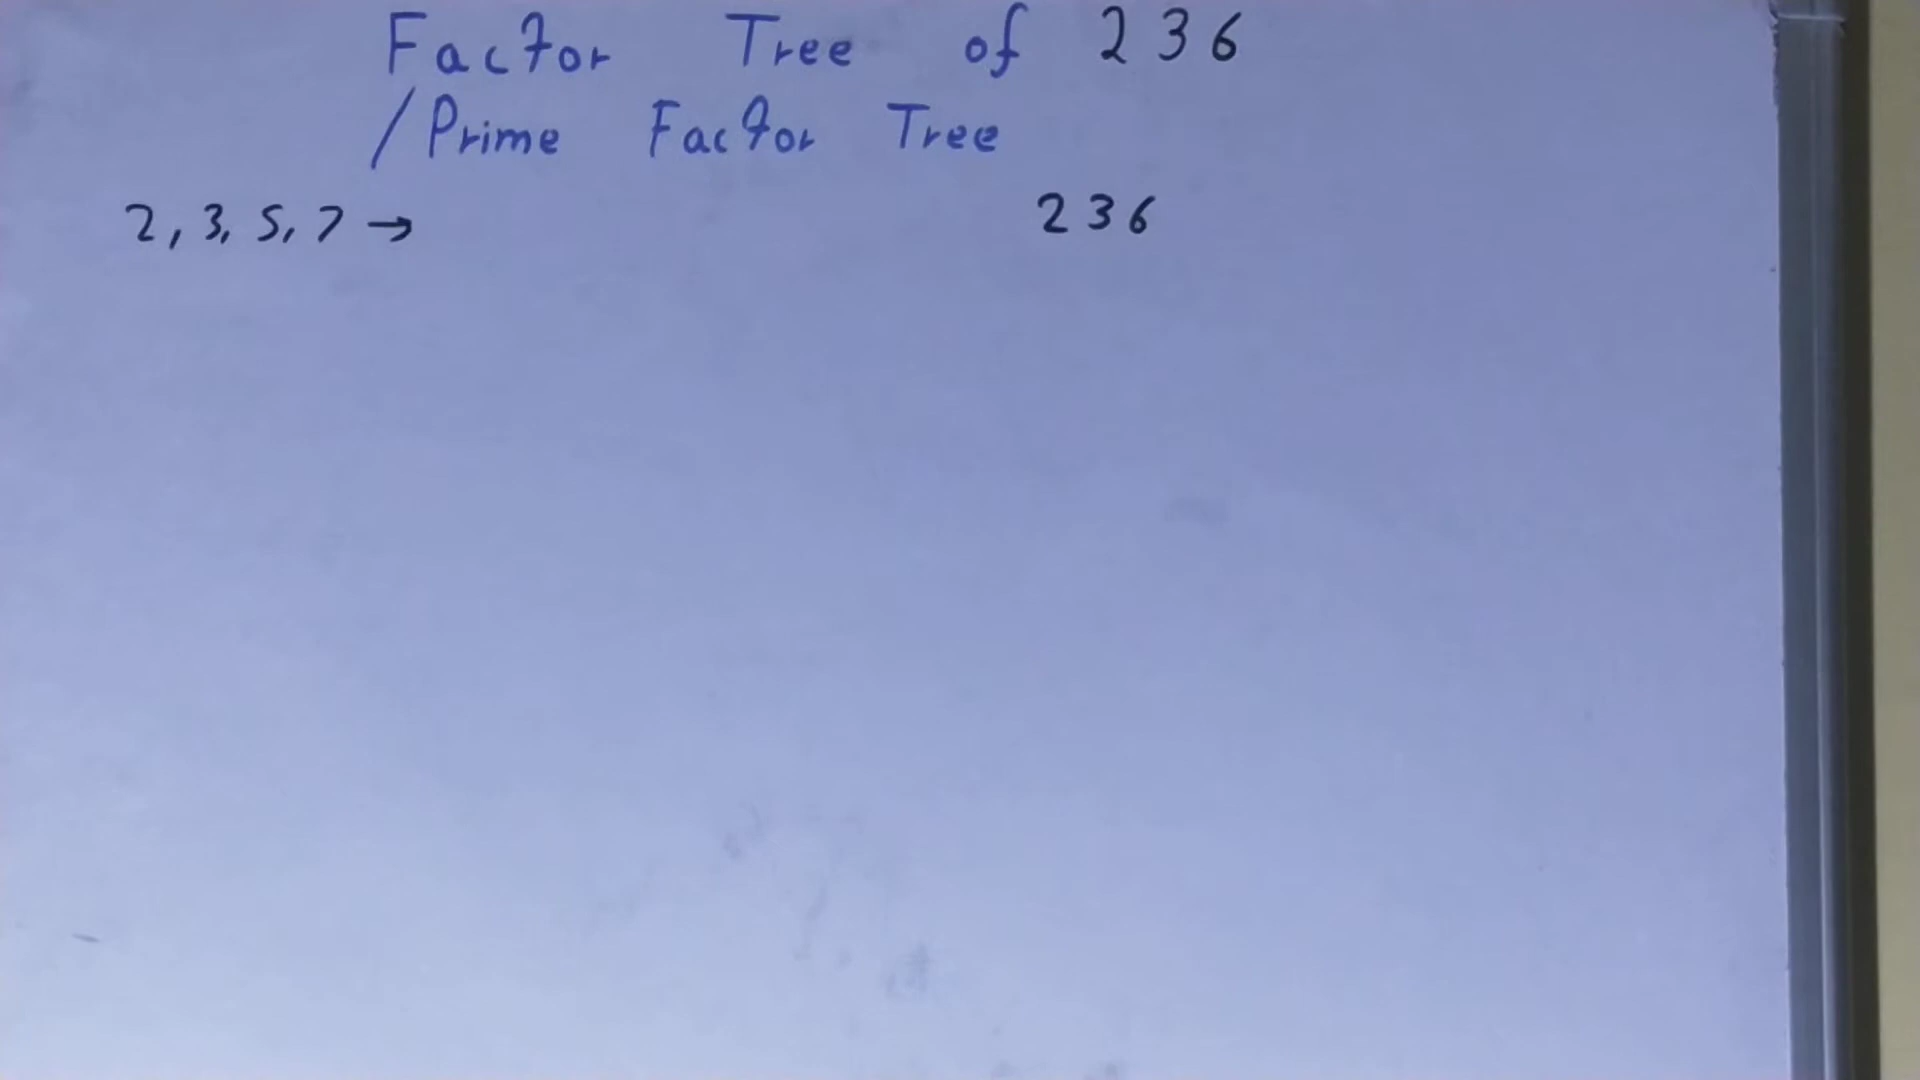 Factor Tree of 236
/Prime Factor Tree
2, 3, 5, 7 → 236